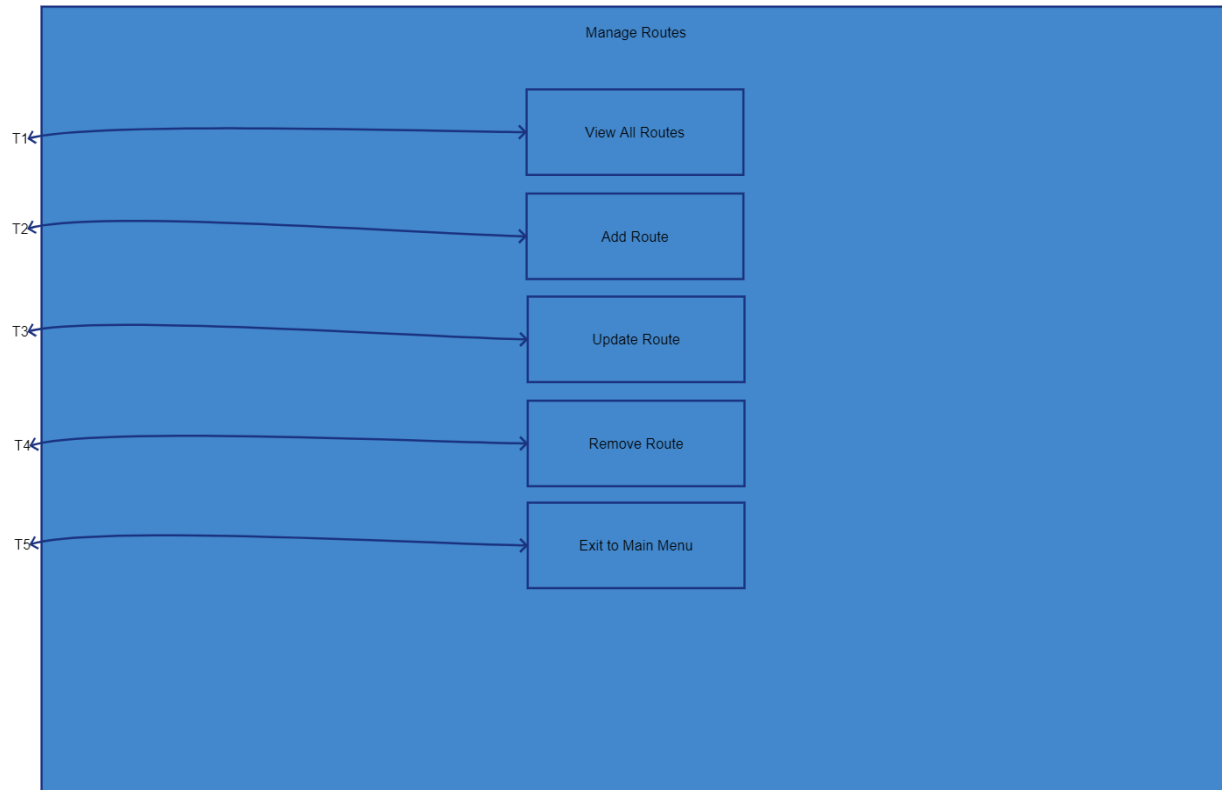 Manage Routes
T1
View All Routes
T2
Add Route
T3
Update Route
T4
Remove Route
T5
Exit to Main Menu